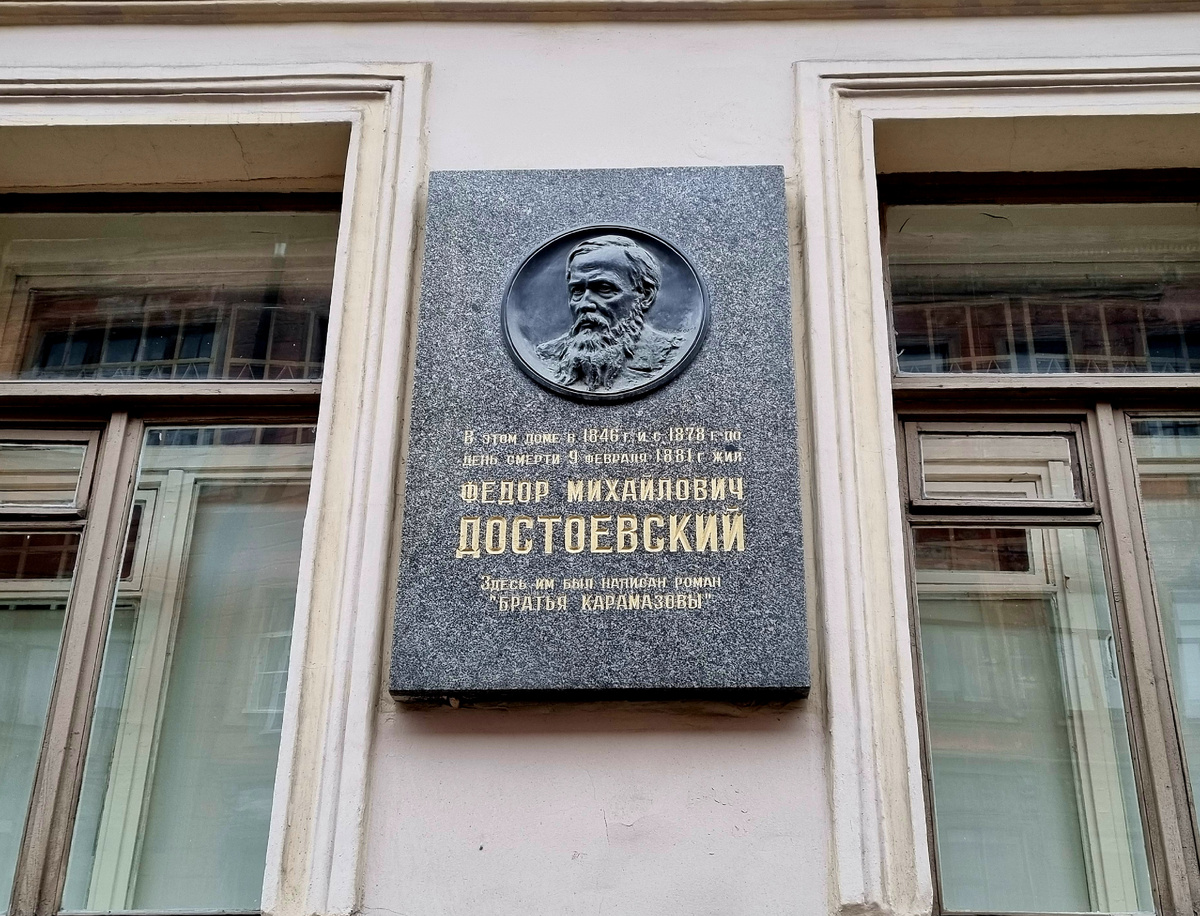 В этом доме в 1846 г. и с 1878 г. по
день смерти 9 февраля 1881 г. жил
ФЕДОР МИХАЙЛОВИЧ
ДОСТОЕВСКИЙ
Здесь им был написан роман
"БРАТЬЯ КАРАМАЗОВЫ"